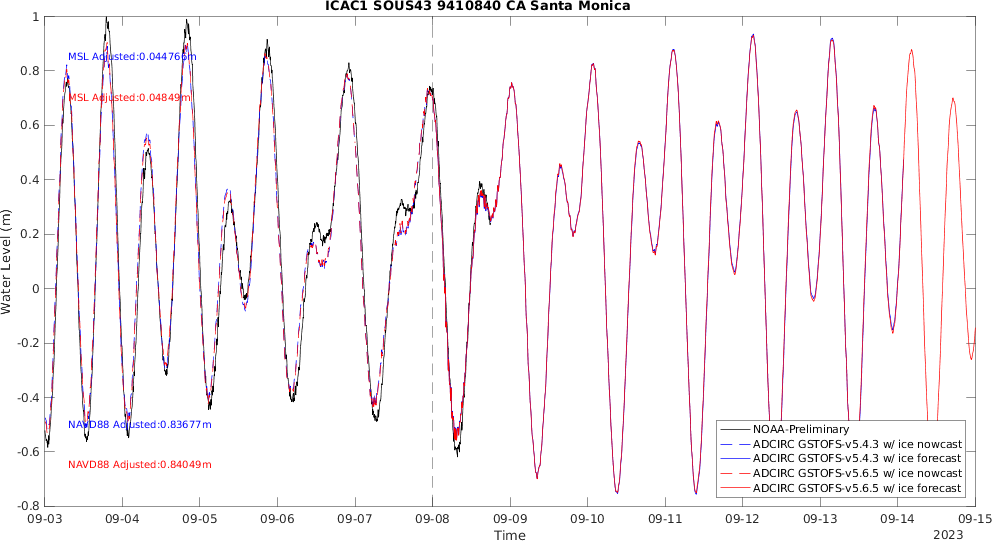 ICAC1 SOUS43 9410840 CA Santa Monica
1
0.8
0.6
0.4
0.2
0
-0.2
-0.4
-0.6
-0.8
Water Level (m)
MSL Adjusted:0.044766m
MSL Adjusted:0.04849m
NAVD88 Adjusted:0.83677m
NAVD88 Adjusted:0.84049m
NOAA-Preliminary
ADCIRC GSTOFS-v5.4.3 w/ ice nowcast
ADCIRC GSTOFS-v5.4.3 w/ ice forecast
ADCIRC GSTOFS-v5.6.5 w/ ice nowcast
ADCIRC GSTOFS-v5.6.5 w/ ice forecast
09-03 09-04 09-05 09-06 09-07 09-08 09-09 09-10 09-11 09-12 09-13 09-14 09-15
Time
2023